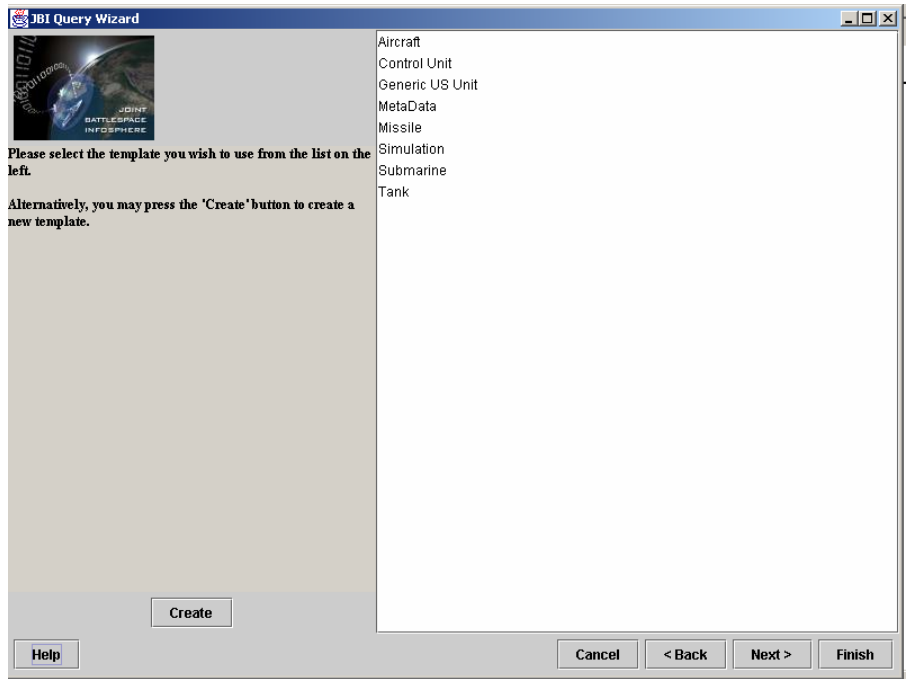 JBI Query Wizard
JOINT
BATTLESPACE
INFOSPHERE
Please select the template you wish to use from the list on the
left.
Alternatively, you may press the 'Create' button to create a
new template.
Aircraft
Control Unit
Generic US Unit
MetaData
Missile
Simulation
Submarine
Tank
Create
Help
Cancel
< Back
Next >
Finish